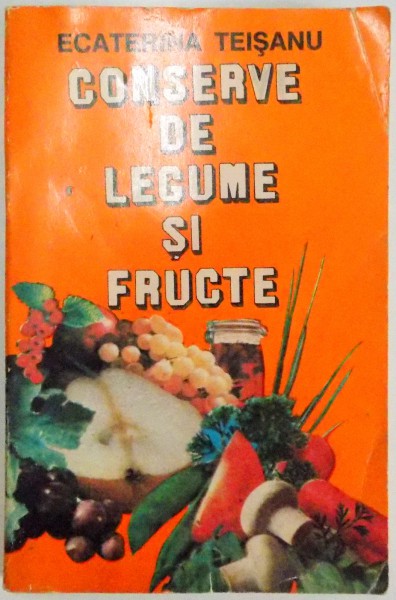 ECATERINA TEIȘANU
CONSERVE
DE
LEGUME
ȘI
FRUCTE